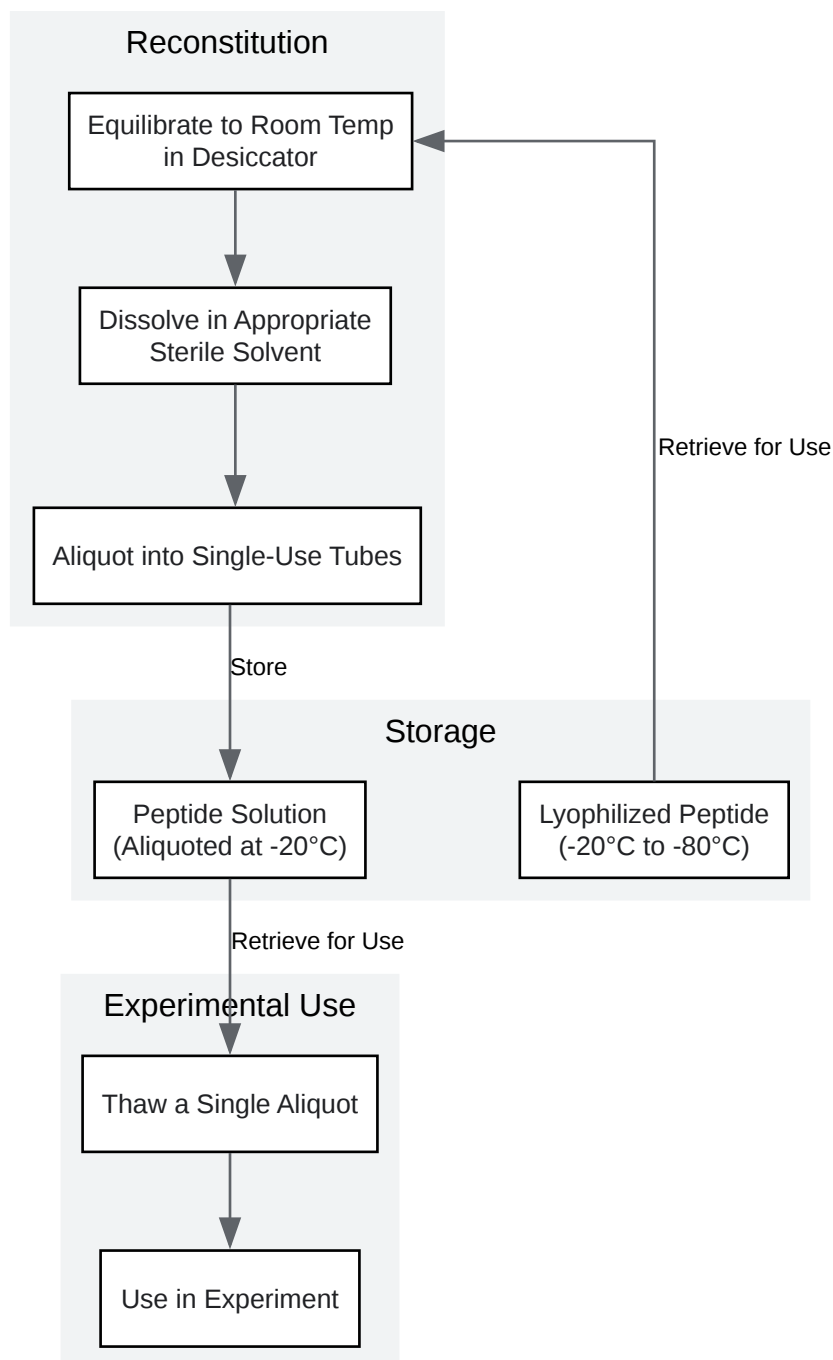 Reconstitution
Equilibrate to Room Temp
in Desiccator
Dissolve in Appropriate
Sterile Solvent
Retrieve for Use
Aliquot into Single-Use Tubes
Store
Storage
Peptide Solution
(Aliquoted at -20°C)
Lyophilized Peptide
(-20°C to -80°C)
Retrieve for Use
Experimental Use
Thaw a Single Aliquot
Use in Experiment